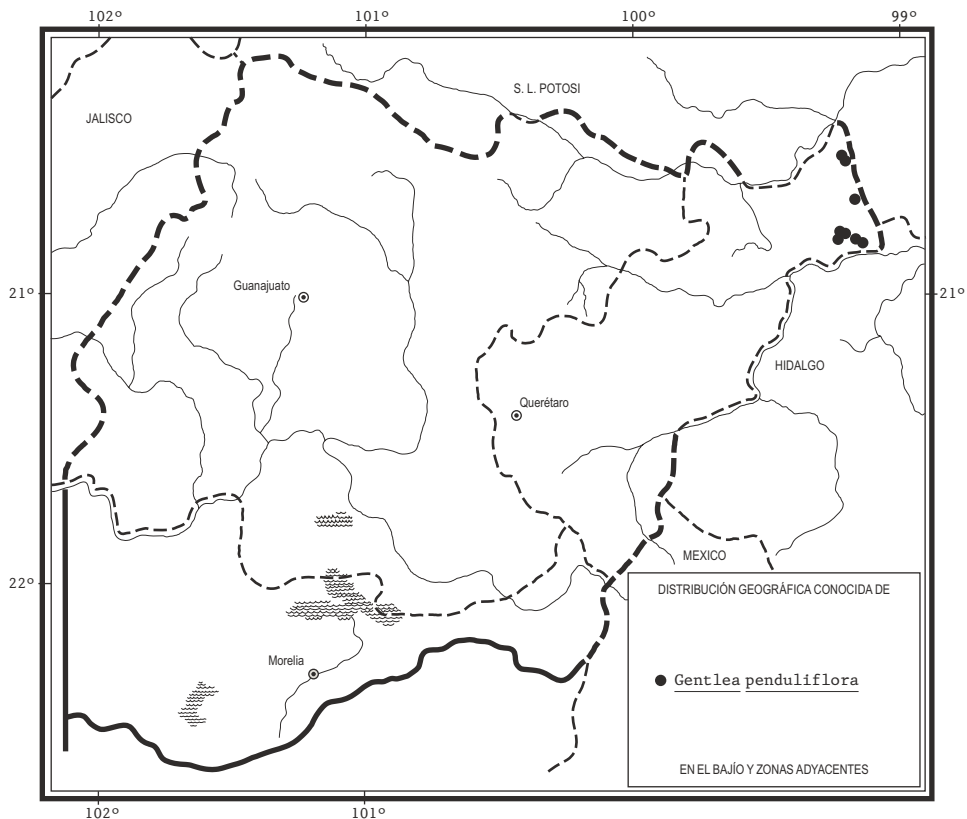 102º 101º 100º 99º
S. L. POTOSI
JALISCO
Guanajuato
21º 21º
HIDALGO
Querétaro
MEXICO
22º
DISTRIBUCIÓN GEOGRÁFICA CONOCIDA DE
Gentlea penduliflora
EN EL BAJÍO Y ZONAS ADYACENTES
Morelia
102º 101º